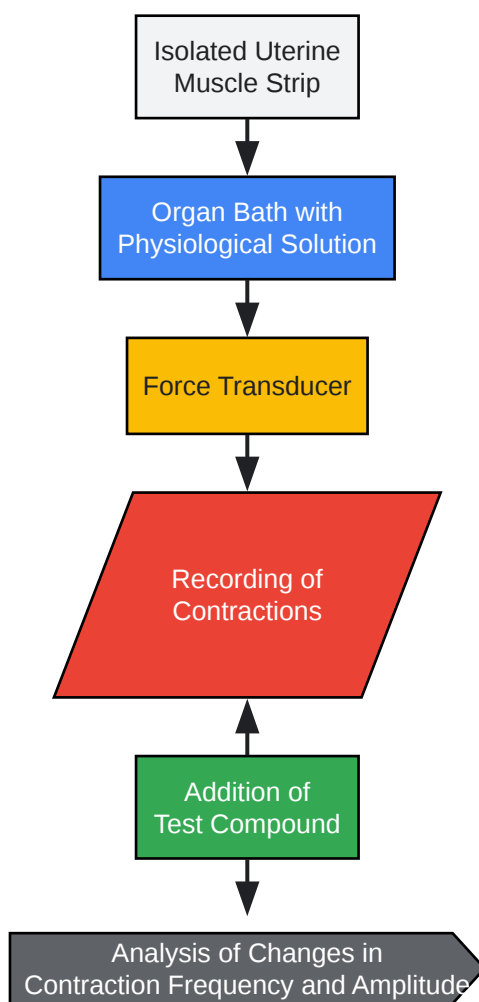 Isolated Uterine
Muscle Strip
Organ Bath with
Physiological Solution
Force Transducer
Recording of
Contractions
Addition of
Test Compound
Analysis of Changes in
Contraction Frequency and Amplitude